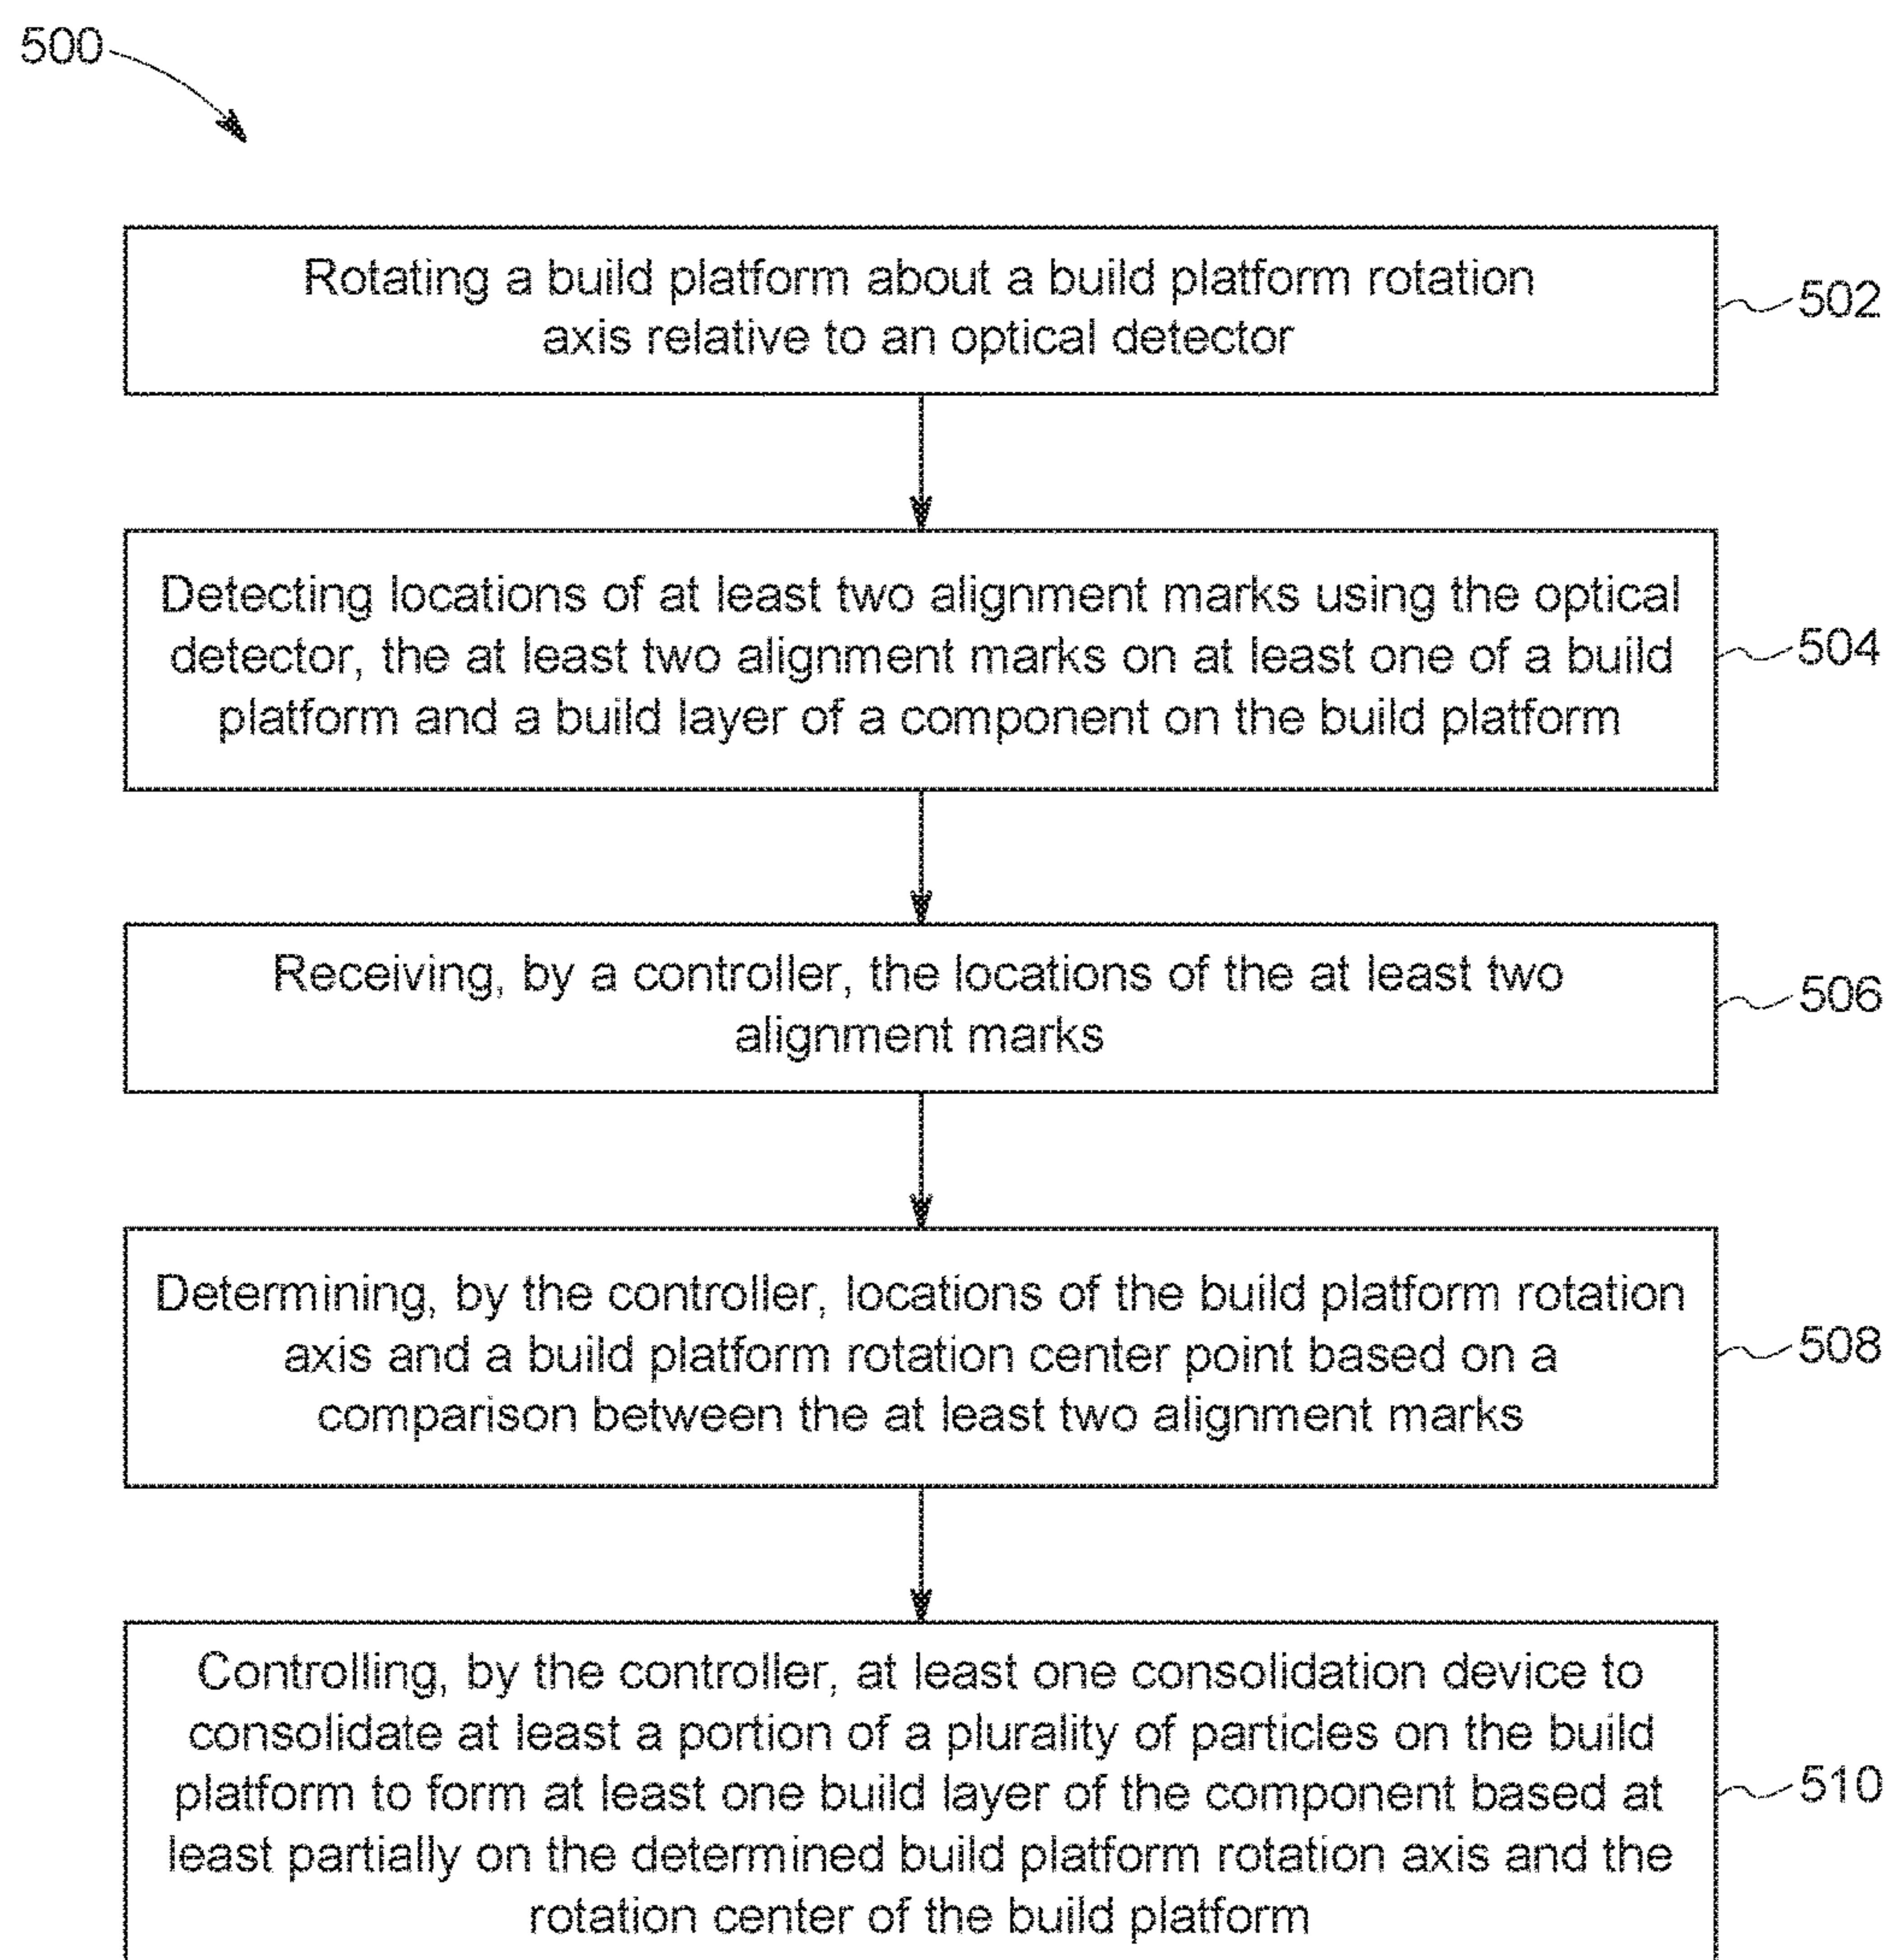 500
Rotating a build platform about a build platform rotation
axis relative to an optical detector
502
Detecting locations of at least two alignment marks using the optical
detector, the at least two alignment marks on at least one of a build
platform and a build layer of a component on the build platform
504
Receiving, by a controller, the locations of the at least two
alignment marks
506
Determining, by the controller, locations of the build platform rotation
axis and a build platform rotation center point based on a
comparison between the at least two alignment marks
508
Controlling, by the controller, at least one consolidation device to
consolidate at least a portion of a plurality of particles on the build
platform to form at least one build layer of the component based at
least partially on the determined build platform rotation axis and the
rotation center of the build platform
510